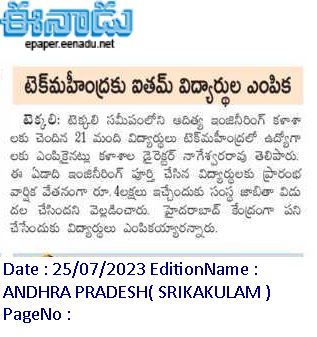 ఈనాడు
epaper.eenadu.net
టెక్‌మహీంద్రకు ఐతమ్ విద్యార్థుల ఎంపిక
టెక్కలి: టెక్కలి సమీపంలోని ఆదిత్య ఇంజినీరింగ్ కళాశా
లకు చెందిన 21 మంది విద్యార్థులు టెక్‌మహీంద్రలో ఉద్యోగా
లకు ఎంపికైనట్లు కళాశాల డైరెక్టర్ నాగేశ్వరరావు తెలిపారు.
ఈ ఏడాది ఇంజినీరింగ్ పూర్తి చేసిన విద్యార్థులకు ప్రారంభ
వార్షిక వేతనంగా రూ.4లక్షలు ఇచ్చేందుకు సంస్థ జాబితా విడు
దల చేసిందని వెల్లడించారు. హైదరాబాద్ కేంద్రంగా పని
చేసేందుకు విద్యార్థులు ఎంపికయ్యారన్నారు.
Date : 25/07/2023 EditionName :
ANDHRA PRADESH( SRIKAKULAM )
PageNo :